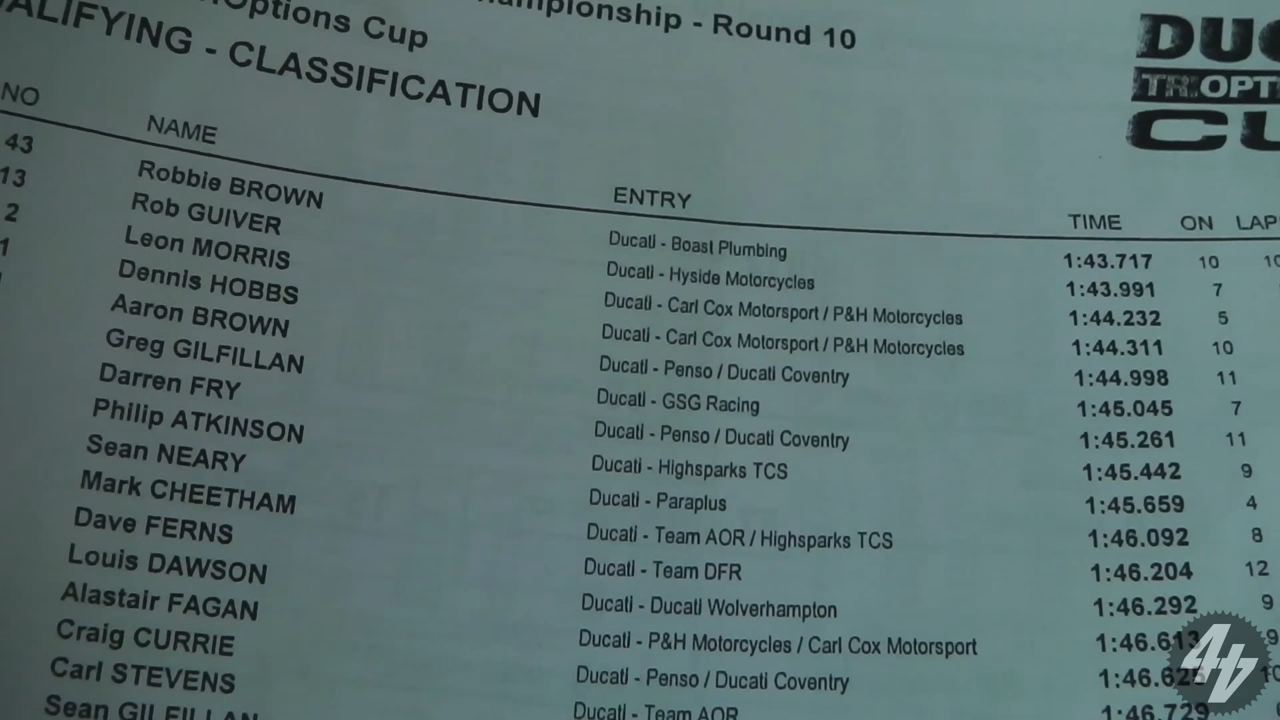 Options Cup
mpionship - Round 10
ALIFYING - CLASSIFICATION
DUC
TRIOPT
CU
NO NAME ENTRY TIME ON LAP
43 Robbie BROWN Ducati - Boast Plumbing 1:43.717 10 10
13 Rob GUIVER Ducati - Hyside Motorcycles 1:43.991 7
2 Leon MORRIS Ducati - Carl Cox Motorsport / P&H Motorcycles 1:44.232 5
1 Dennis HOBBS Ducati - Carl Cox Motorsport / P&H Motorcycles 1:44.311 10
Aaron BROWN Ducati - Penso / Ducati Coventry 1:44.998 11
Greg GILFILLAN Ducati - GSG Racing 1:45.045 7
Darren FRY Ducati - Penso / Ducati Coventry 1:45.261 11
Philip ATKINSON Ducati - Highsparks TCS 1:45.442 9
Sean NEARY Ducati - Paraplus 1:45.659 4
Mark CHEETHAM Ducati - Team AOR / Highsparks TCS 1:46.092 8
Dave FERNS Ducati - Team DFR 1:46.204 12
Louis DAWSON Ducati - Ducati Wolverhampton 1:46.292 9
Alastair FAGAN Ducati - P&H Motorcycles / Carl Cox Motorsport 1:46.613 9
Craig CURRIE Ducati - Penso / Ducati Coventry 1:46.625 10
Carl STEVENS Ducati - Team AOR 1:46.729
Sean GILFILLAN